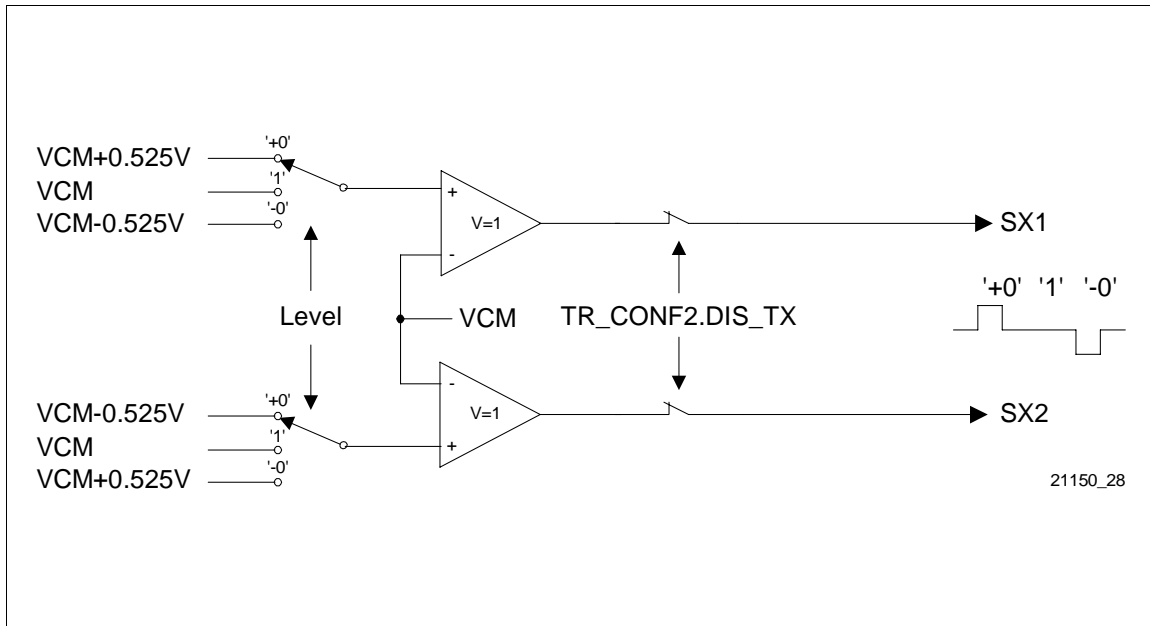 '+0'
VCM+0.525V
'1'
VCM
'-0'
VCM-0.525V
+
V=1
-
SX1
'+0' '1' '-0'
Level
VCM
TR_CONF2.DIS_TX
-
V=1
+
'+0'
VCM-0.525V
'1'
VCM
'-0'
VCM+0.525V
SX2
21150_28